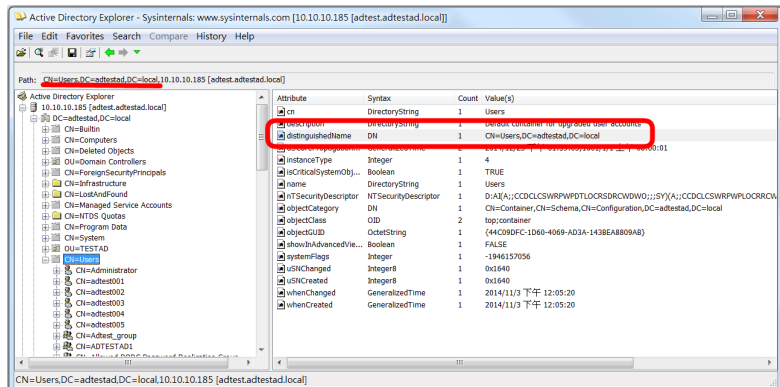 Active Directory Explorer - Sysinternals: www.sysinternals.com [10.10.10.185 [adtest.adtestad.local]]
File Edit Favorites Search Compare History Help
Path: CN=Users,DC=adtestad,DC=local,10.10.10.185 [adtest.adtestad.local]
Active Directory Explorer
10.10.10.185 [adtest.adtestad.local]
DC=adtestad,DC=local
CN=Builtin
CN=Computers
CN=Deleted Objects
OU=Domain Controllers
CN=ForeignSecurityPrincipals
CN=Infrastructure
CN=LostAndFound
CN=Managed Service Accounts
CN=NTDS Quotas
CN=Program Data
CN=System
OU=TESTAD
CN=Users
CN=Administrator
CN=adtest001
CN=adtest002
CN=adtest003
CN=adtest004
CN=adtest005
CN=Adtest_group
CN=ADTESTAD1
CN=Allowed RODC Password Replication Group
Attribute Syntax Count Value(s)
cn DirectoryString 1 Users
description DirectoryString 1 Default container for upgraded user accounts
distinguishedName DN 1 CN=Users,DC=adtestad,DC=local
instanceType Integer 1 4
isCriticalSystemObj... Boolean 1 TRUE
name DirectoryString 1 Users
nTSecurityDescriptor NTSecurityDescriptor 1 D:AI(A;;CCDCLCSWRPWPDTLOCRSDRCWDWO;;;SY)(A;;CCDCLCSWRPWPLOCRRCW
objectCategory DN 1 CN=Container,CN=Schema,CN=Configuration,DC=adtestad,DC=local
objectClass OID 2 top;container
objectGUID OctetString 1 {44C09DFC-1D60-4069-AD3A-143BEA8809AB}
showInAdvancedVie... Boolean 1 FALSE
systemFlags Integer 1 -1946157056
uSNChanged Integer8 1 0x1640
uSNCreated Integer8 1 0x1640
whenChanged GeneralizedTime 1 2014/11/3 下午 12:05:20
whenCreated GeneralizedTime 1 2014/11/3 下午 12:05:20
CN=Users,DC=adtestad,DC=local,10.10.10.185 [adtest.adtestad.local]